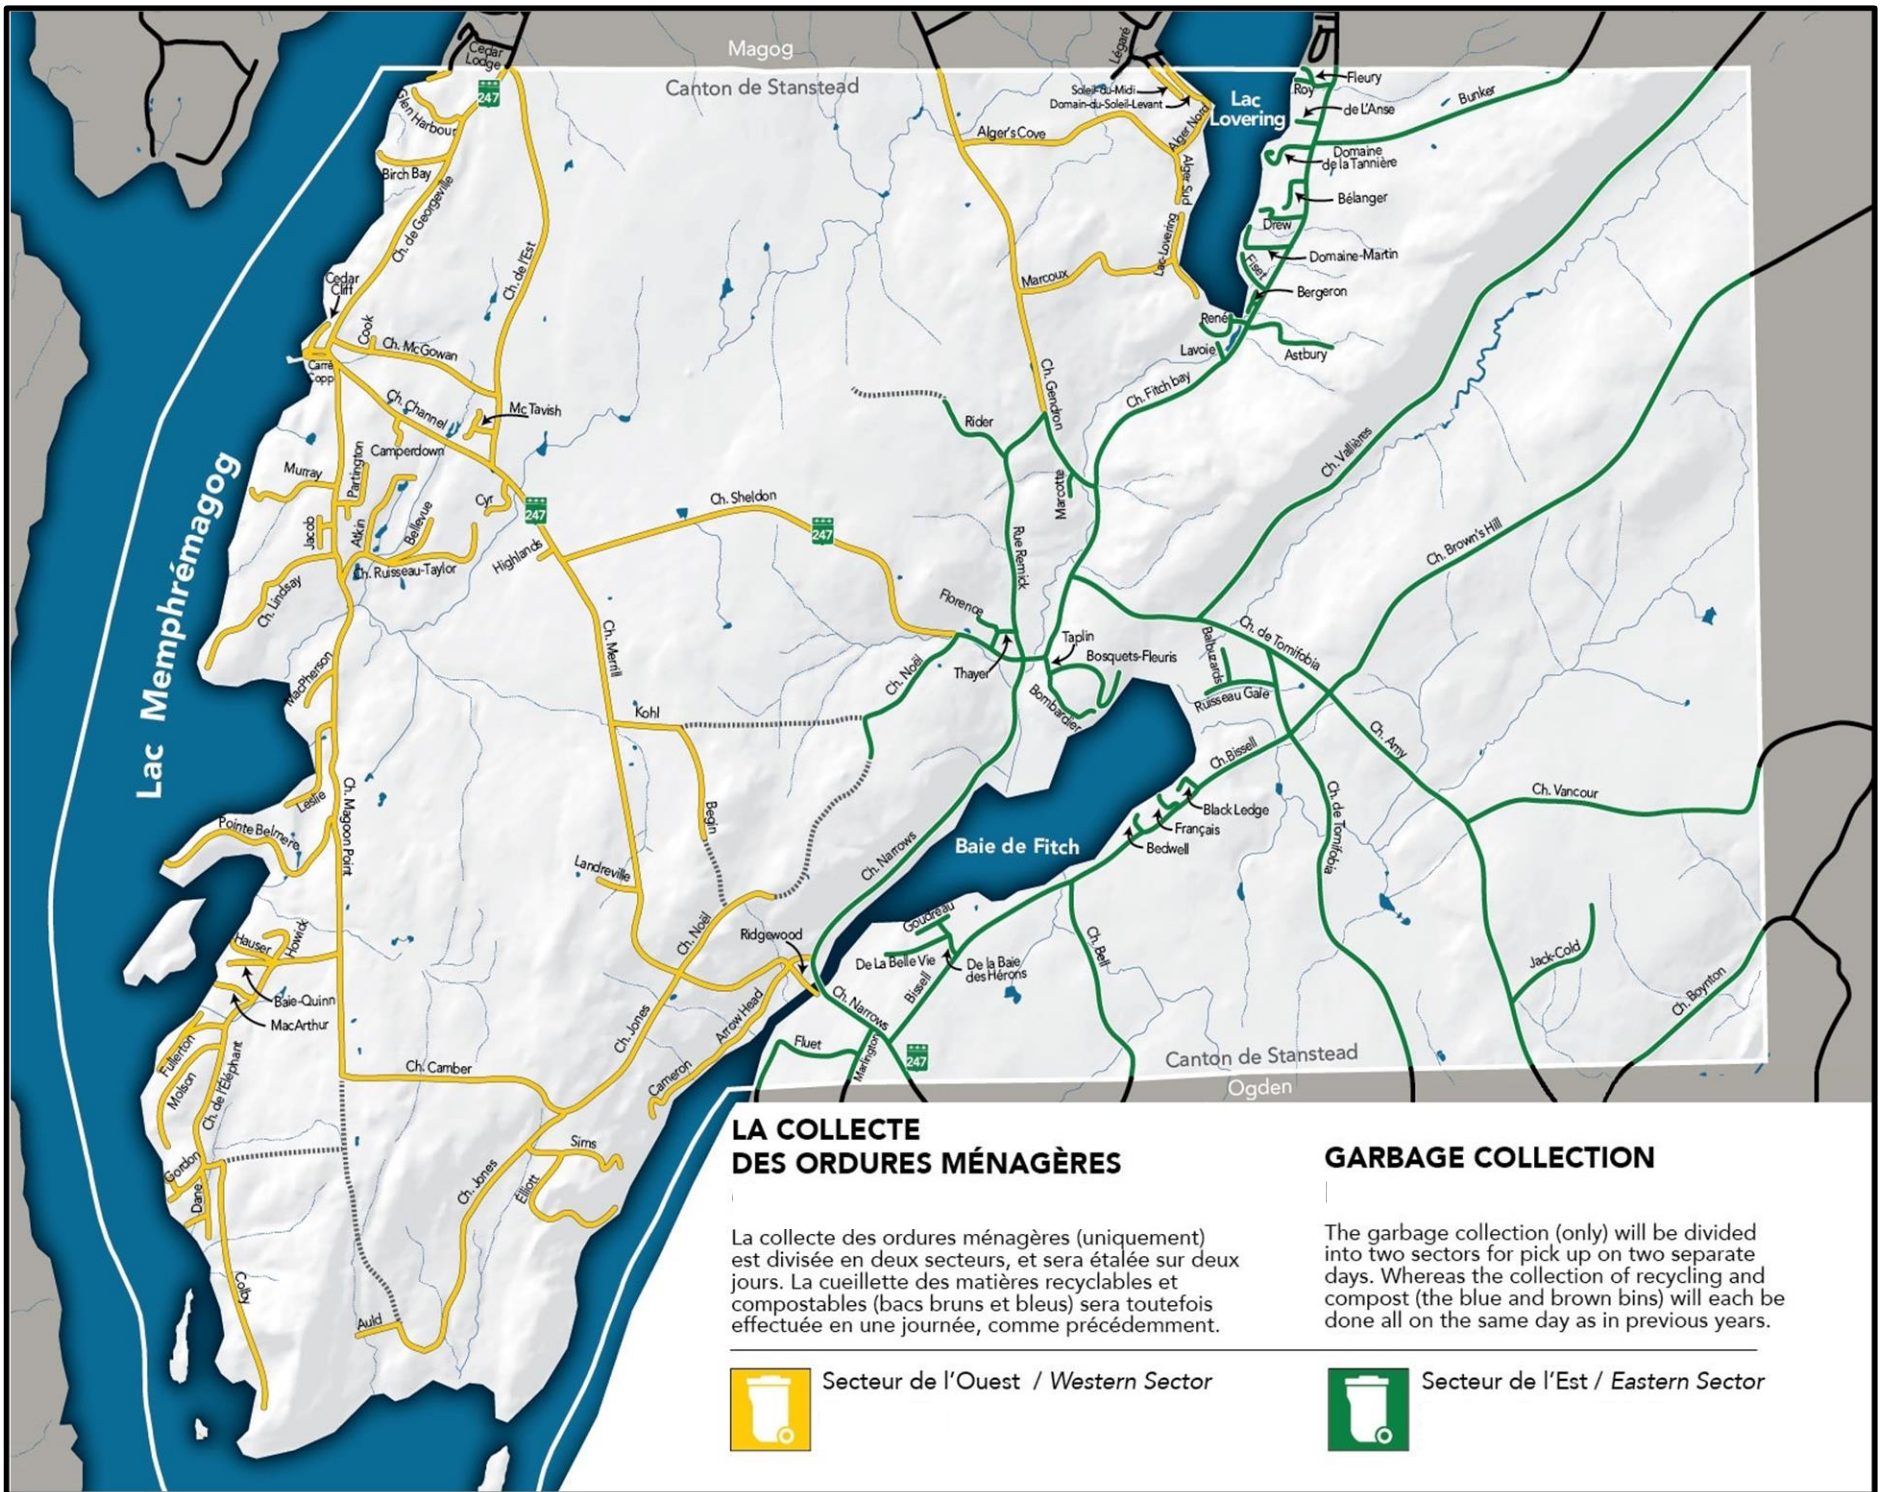 Magog
Canton de Stanstead
Cedar
Lodge
247
Glen Harbour
Birch Bay
Ch. de Georgeville
Ch. de l'Est
Cedar
Cliff
Cook
Ch. McGowan
Carré
Copp
Ch. Channel
Mc Tavish
Camperdown
Murray
Partington
Jacob
Atkin
Bellevue
Cyr
247
Highlands
Ch. Ruisseau-Taylor
Ch. Lindsay
MacPherson
Lac Memphrémagog
Leslie
Pointe Belmere
Ch. Magoon Point
Hauser
Howick
Baie-Quinn
MacArthur
Fullerton
Molson
Ch. de l'Éléphant
Gordon
Dane
Colby
Auld
Ch. Camber
Ch. Jones
Sims
Elliott
Ch. Jones
Cameron
Arrow Head
Ridgewood
Ch. Noël
Landreville
Begin
Kohl
Ch. Merrill
Ch. Sheldon
247
Légaré
Soleil-du-Midi
Domain-du-Soleil-Levant
Alger's Cove
Alger Nord
Alger Sud
Lac-Lovering
Marcoux
Ch. Gendron
Lac
Lovering
Fleury
Roy
de L'Anse
Bunker
Domaine
de la Tannière
Bélanger
Drew
Domaine-Martin
Fiset
Bergeron
René
Lavoie
Astbury
Ch. Fitch bay
Rider
Marcotte
Rue Remick
Florence
Thayer
Taplin
Bosquets-Fleuris
Bombardier
Ch. Noël
Ch. Vallières
Ch. Brown's Hill
Ch. de Tomifobia
Balbuzards
Ruisseau Gale
Ch. Bissell
Ch. Amy
Ch. Vancour
Ch. de Tomifobia
Black Ledge
Français
Bedwell
Baie de Fitch
Ch. Narrows
Goudreau
De La Belle Vie
De la Baie
des Hérons
Bissell
Ch. Bell
Jack-Cold
Ch. Boynton
Ch. Narrows
Fluet
Marlington
247
Canton de Stanstead
Ogden
LA COLLECTE
DES ORDURES MÉNAGÈRES
La collecte des ordures ménagères (uniquement)
est divisée en deux secteurs, et sera étalée sur deux
jours. La cueillette des matières recyclables et
compostables (bacs bruns et bleus) sera toutefois
effectuée en une journée, comme précédemment.
GARBAGE COLLECTION
The garbage collection (only) will be divided
into two sectors for pick up on two separate
days. Whereas the collection of recycling and
compost (the blue and brown bins) will each be
done all on the same day as in previous years.
Secteur de l'Ouest / Western Sector
Secteur de l'Est / Eastern Sector